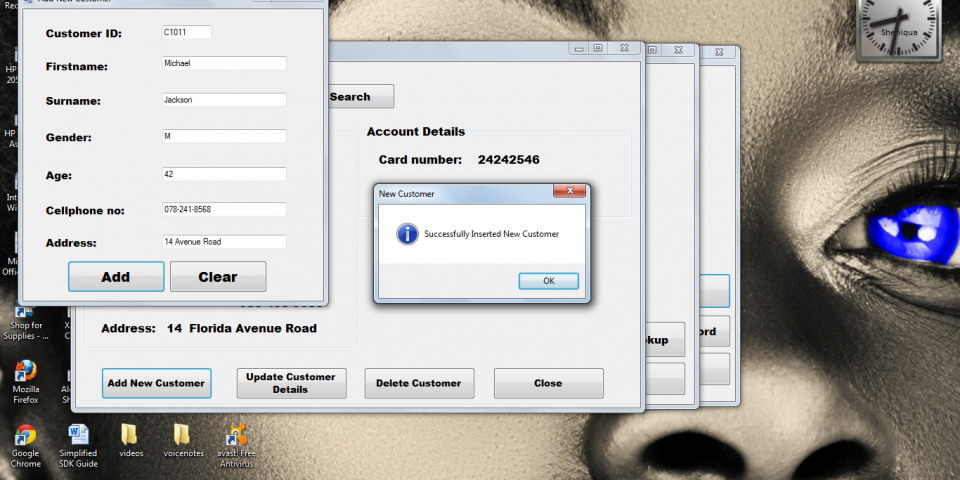 Add New Customer
Customer ID: C1011
Firstname: Michael
Surname: Jackson
Gender: M
Age: 42
Cellphone no: 078-241-8568
Address: 14 Avenue Road
Add Clear
Search
Account Details
Card number: 24242546
New Customer
Successfully Inserted New Customer
OK
Address: 14 Florida Avenue Road
Add New Customer
Update Customer
Details
Delete Customer
Close
kup
ord
Sheniqua
Rec
HP
205
HP
As
Int
Wi
Mi
Offic
Shop for
Supplies - ...
X
C
Mozilla
Firefox
Al
Sh
Google
Chrome
Simplified
SDK Guide
videos
voicenotes
avast! Free
Antivirus